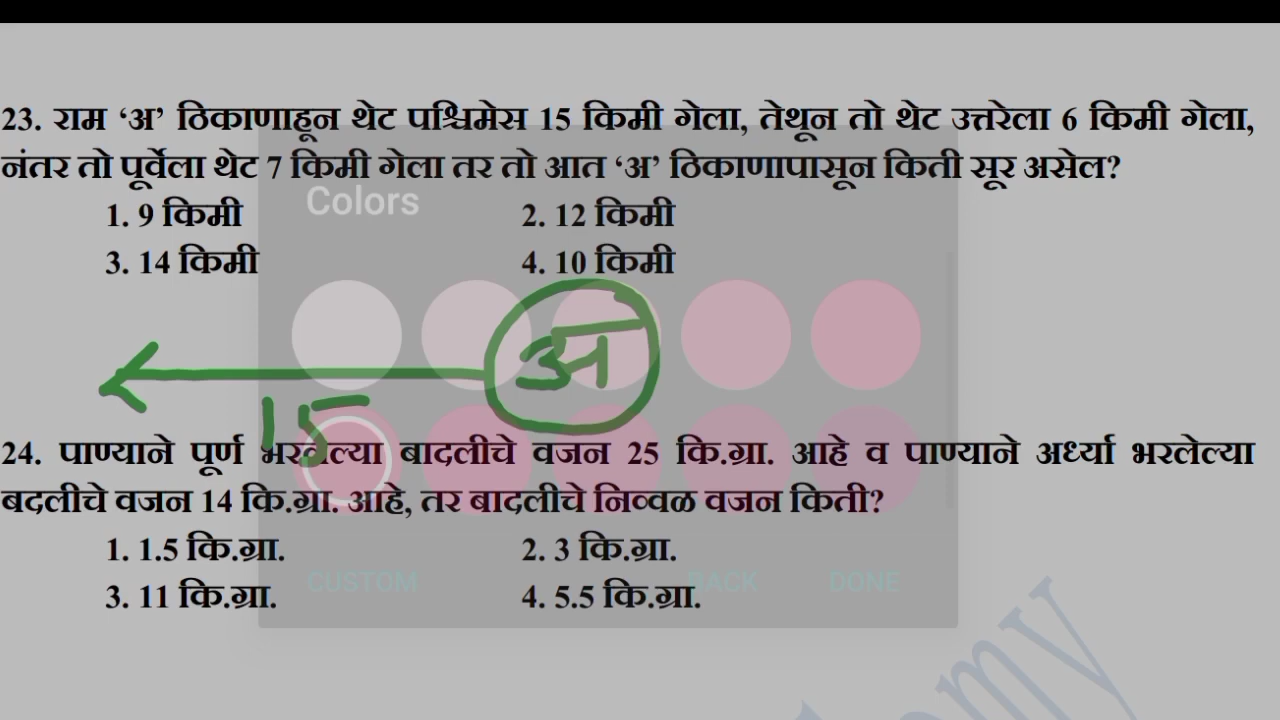 23. राम ‘अ’ ठिकाणाहून थेट पश्चिमेस 15 किमी गेला, तेथून तो थेट उत्तरेला 6 किमी गेला,
नंतर तो पूर्वेला थेट 7 किमी गेला तर तो आत ‘अ’ ठिकाणापासून किती सूर असेल?
Colors
1. 9 किमी 2. 12 किमी
3. 14 किमी 4. 10 किमी
अ
15
24. पाण्याने पूर्ण भरलेल्या बादलीचे वजन 25 कि.ग्रा. आहे व पाण्याने अर्ध्या भरलेल्या
बदलीचे वजन 14 कि.ग्रा. आहे, तर बादलीचे निव्वळ वजन किती?
1. 1.5 कि.ग्रा. 2. 3 कि.ग्रा.
CUSTOM BACK DONE
3. 11 कि.ग्रा. 4. 5.5 कि.ग्रा.